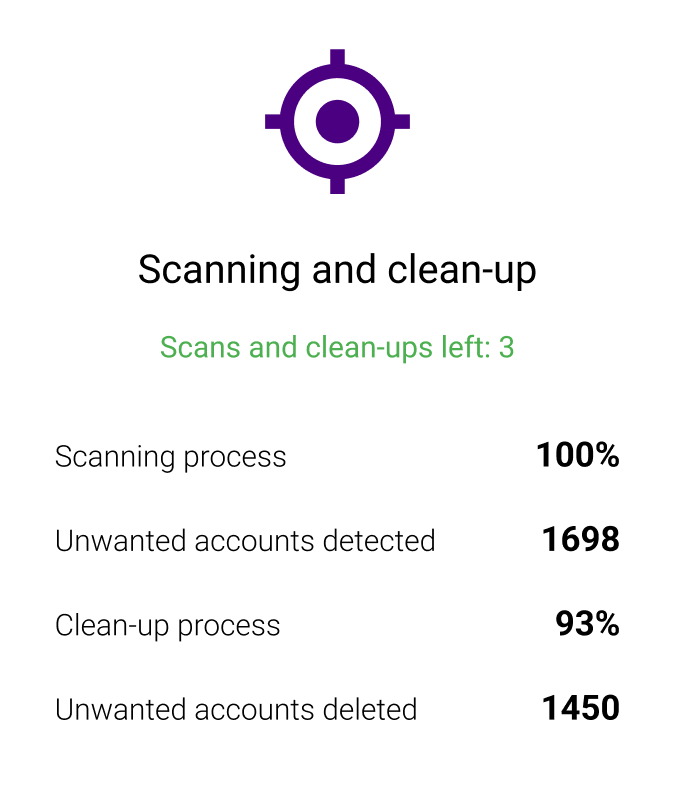 Scanning and clean-up
Scans and clean-ups left: 3
Scanning process 100%
Unwanted accounts detected 1698
Clean-up process 93%
Unwanted accounts deleted 1450